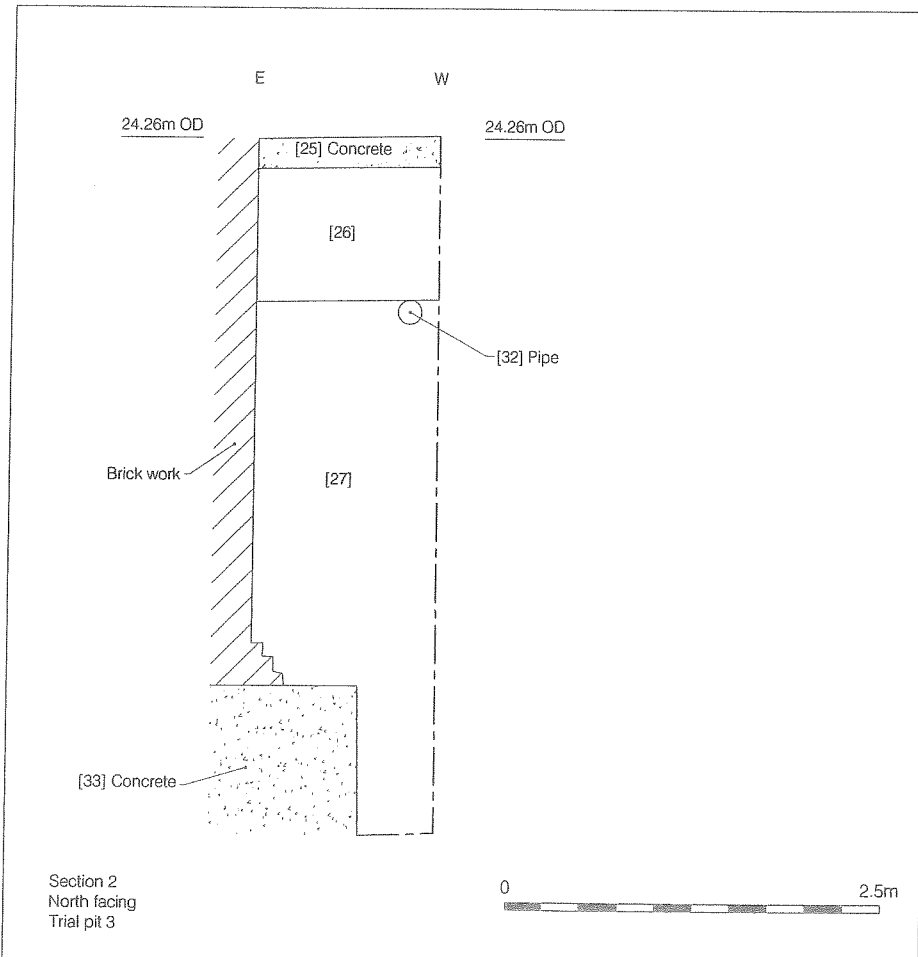 E
W
24.26m OD
24.26m OD
[25] Concrete
[26]
[32] Pipe
Brick work
[27]
[33] Concrete
Section 2
North facing
Trial pit 3
0
2.5m